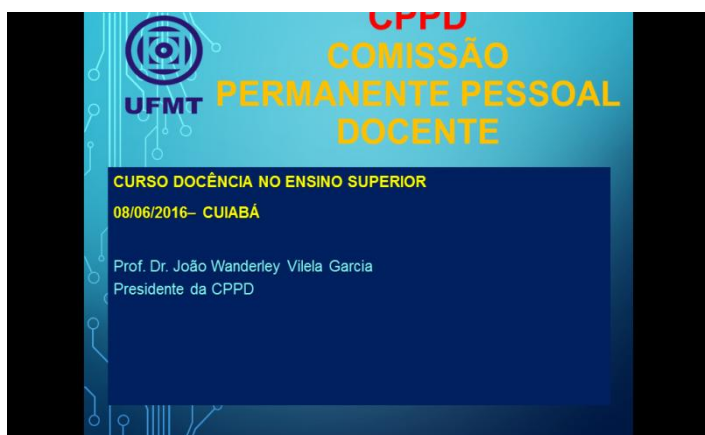 CPPD
COMISSÃO
UFMT PERMANENTE PESSOAL
DOCENTE
CURSO DOCÊNCIA NO ENSINO SUPERIOR
08/06/2016– CUIABÁ
Prof. Dr. João Wanderley Vilela Garcia
Presidente da CPPD